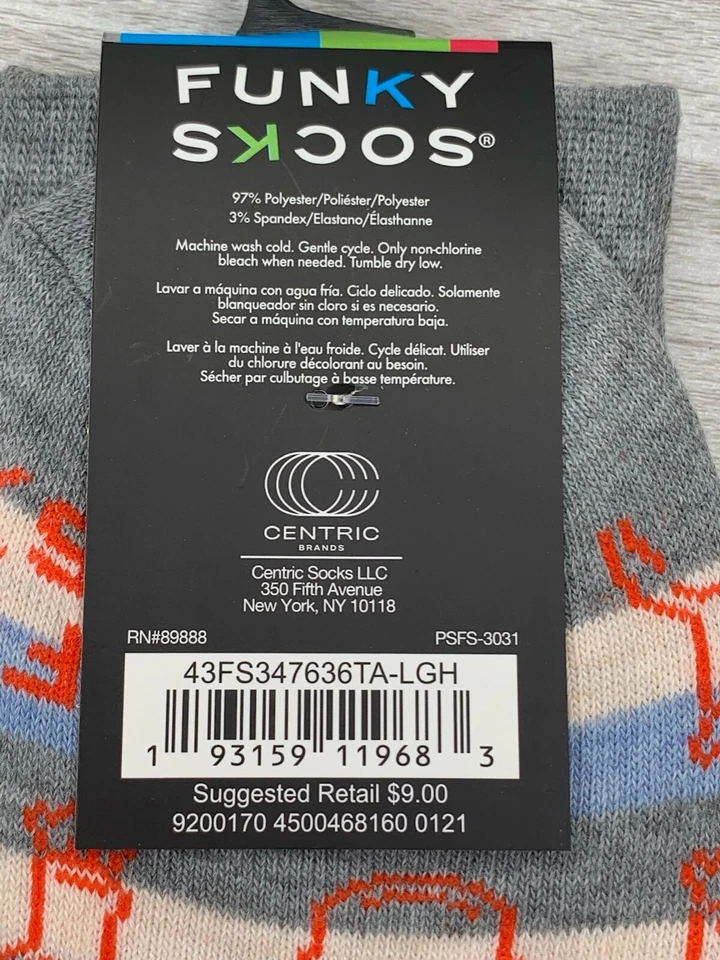 FUNKY
SOCKS®
97% Polyester/Poliéster/Polyester
3% Spandex/Elastano/Élasthanne
Machine wash cold. Gentle cycle. Only non-chlorine
bleach when needed. Tumble dry low.
Lavar a máquina con agua fría. Ciclo delicado. Solamente
blanqueador sin cloro si es necesario.
Secar a máquina con temperatura baja.
Laver à la machine à l'eau froide. Cycle délicat. Utiliser
du chlorure décolorant au besoin.
Sécher par culbutage à basse température.
CENTRIC
BRANDS
Centric Socks LLC
350 Fifth Avenue
New York, NY 10118
RN#89888 PSFS-3031
43FS347636TA-LGH
1 93159 11968 3
Suggested Retail $9.00
9200170 4500468160 0121